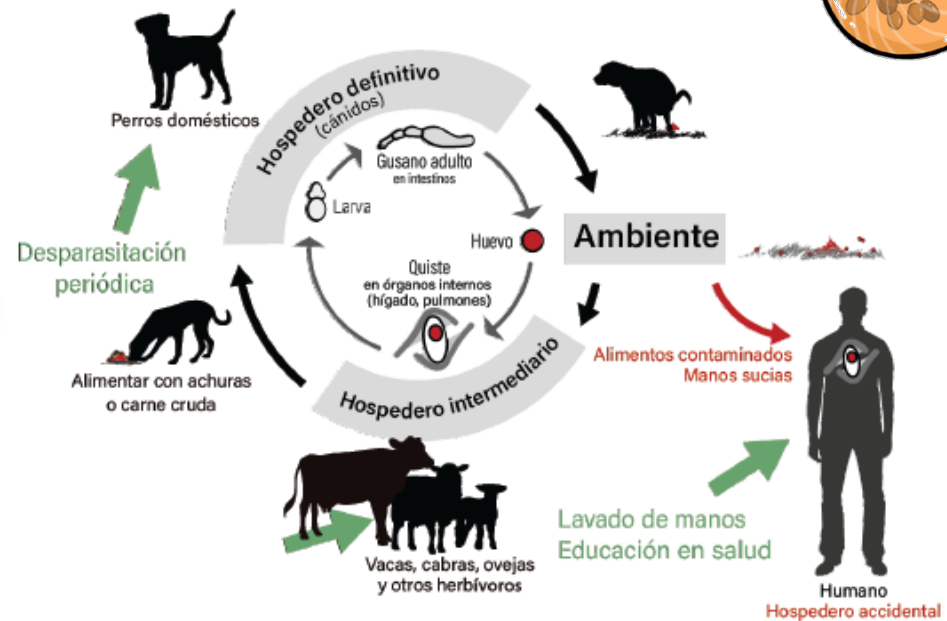 Perros domésticos
Hospedero definitivo
(cánidos)
Gusano adulto
en intestinos
Larva
Huevo
Ambiente
Desparasitación
periódica
Quiste
en órganos internos
(hígado, pulmones)
Alimentar con achuras
o carne cruda
Hospedero intermediario
Alimentos contaminados
Manos sucias
Vacas, cabras, ovejas
y otros herbívoros
Lavado de manos
Educación en salud
Humano
Hospedero accidental